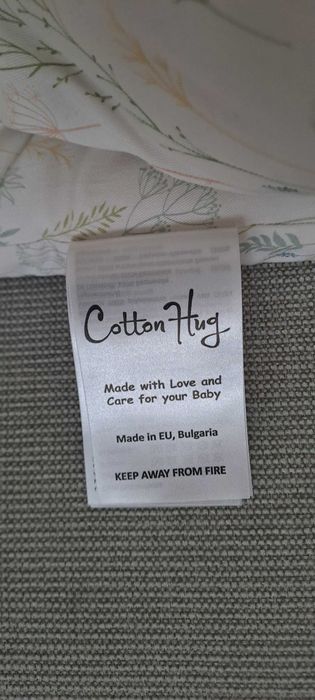 Cotton Hug
Made with Love and
Care for your Baby
Made in EU, Bulgaria
KEEP AWAY FROM FIRE